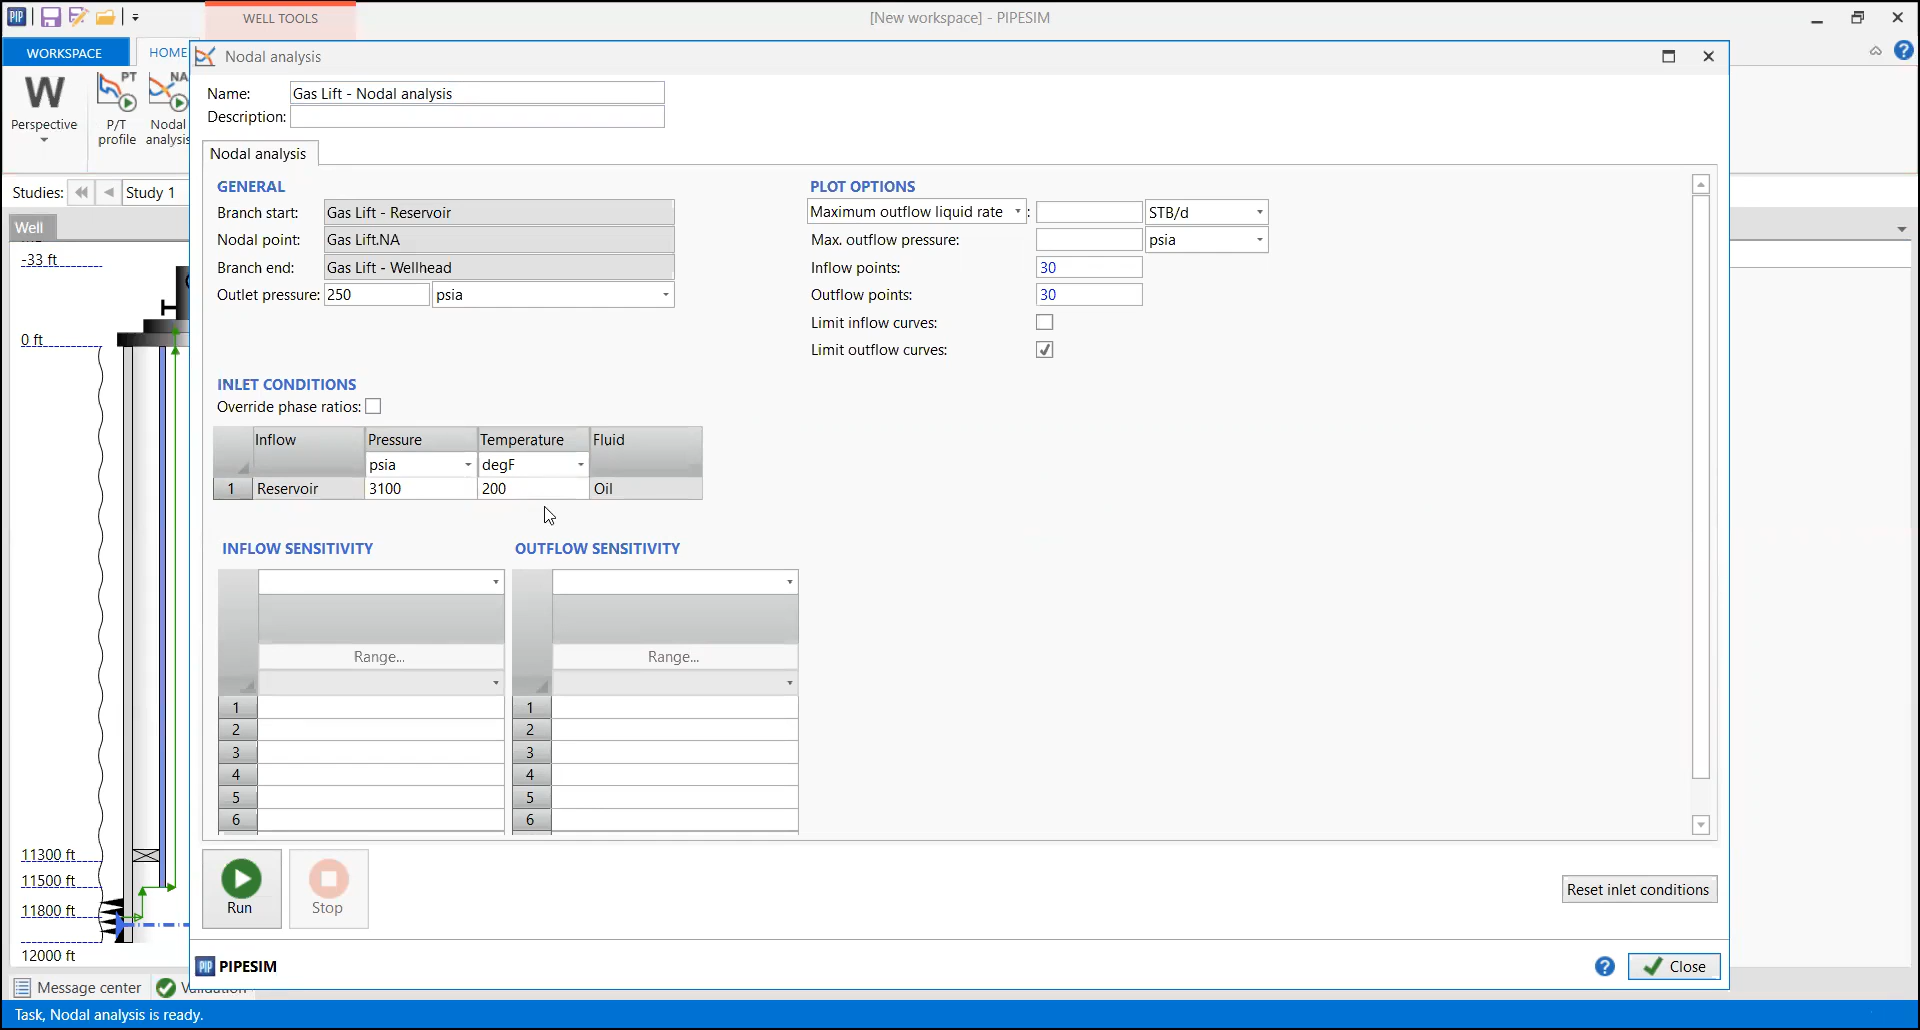 PIP
WELL TOOLS
[New workspace] - PIPESIM
WORKSPACE
HOME
?
W
Perspective
PT
P/T
profile
NA
Nodal
analysis
Studies:
Study 1
Well
-33 ft
0 ft
11300 ft
11500 ft
11800 ft
12000 ft
Nodal analysis
Name:
Gas Lift - Nodal analysis
Description:
Nodal analysis
GENERAL
Branch start:
Gas Lift - Reservoir
Nodal point:
Gas Lift.NA
Branch end:
Gas Lift - Wellhead
Outlet pressure:
250
psia
PLOT OPTIONS
Maximum outflow liquid rate
:
STB/d
Max. outflow pressure:
psia
Inflow points:
30
Outflow points:
30
Limit inflow curves:
Limit outflow curves:
INLET CONDITIONS
Override phase ratios:
Inflow
Pressure
Temperature
Fluid
psia
degF
1
Reservoir
3100
200
Oil
INFLOW SENSITIVITY
OUTFLOW SENSITIVITY
Range...
Range...
1
1
2
2
3
3
4
4
5
5
6
6
Run
Stop
Reset inlet conditions
PIP
PIPESIM
?
Close
Message center
Task, Nodal analysis is ready.